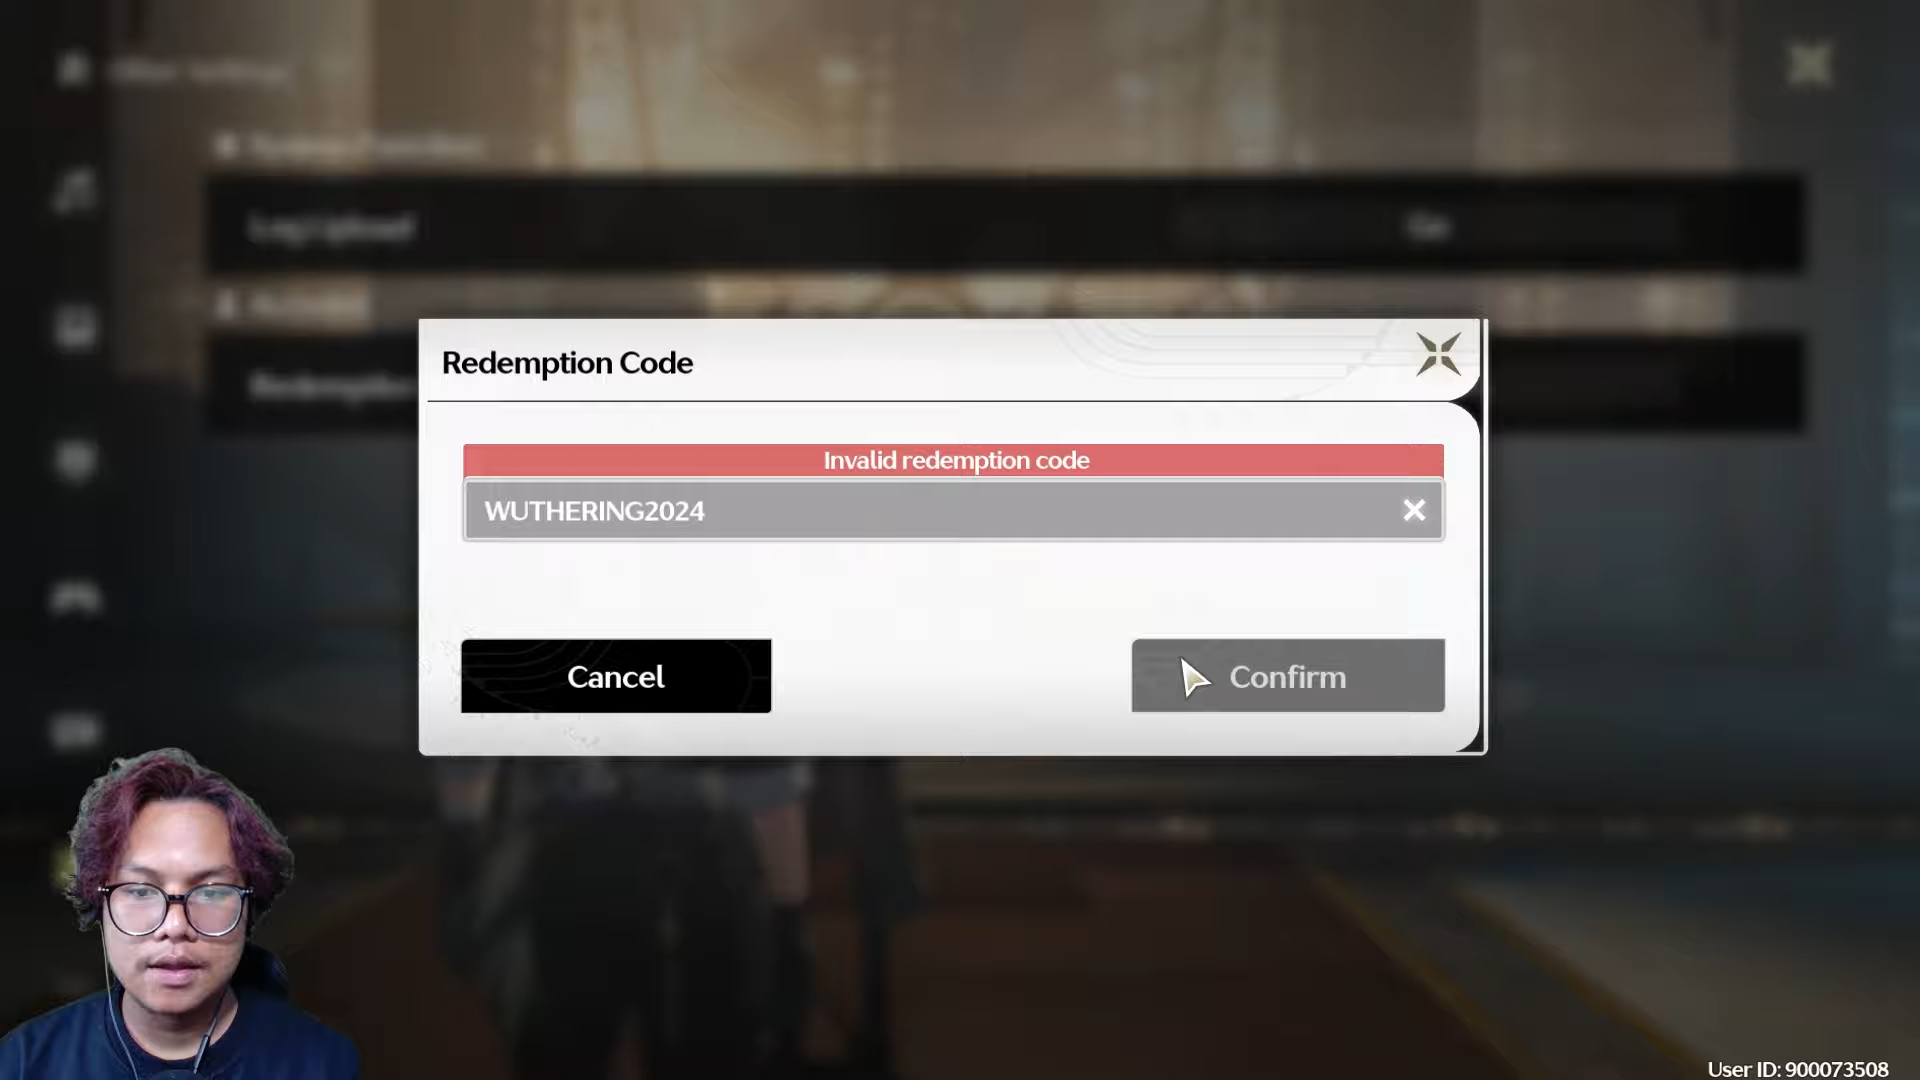 Redemption Code
Invalid redemption code
WUTHERING2024
Cancel
Confirm
User ID: 900073508